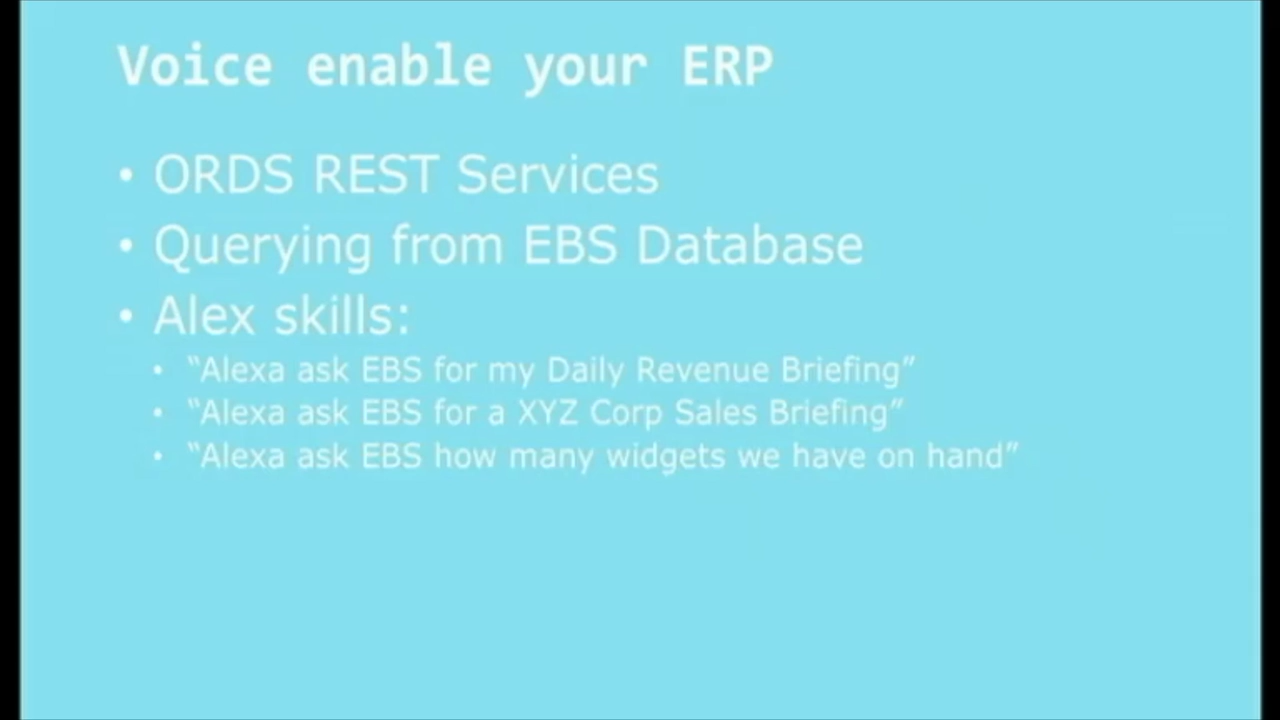 Voice enable your ERP
• ORDS REST Services
• Querying from EBS Database
• Alex skills:
• “Alexa ask EBS for my Daily Revenue Briefing”
• “Alexa ask EBS for a XYZ Corp Sales Briefing”
• “Alexa ask EBS how many widgets we have on hand”